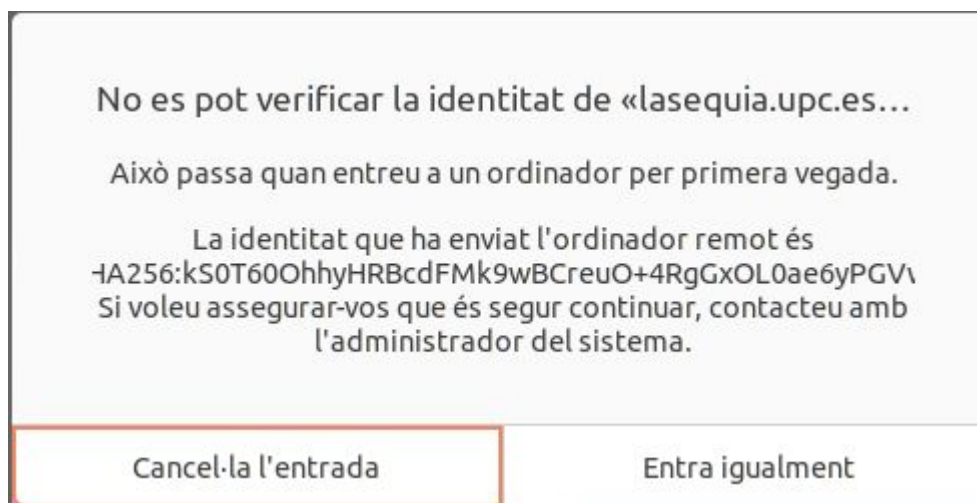 No es pot verificar la identitat de «lasequia.upc.es…
Això passa quan entreu a un ordinador per primera vegada.
La identitat que ha enviat l'ordinador remot és
HA256:kS0T60OhhyHRBcdFMk9wBCreuO+4RgGxOL0ae6yPGV
Si voleu assegurar-vos que és segur continuar, contacteu amb
l'administrador del sistema.
Cancel·la l'entrada
Entra igualment